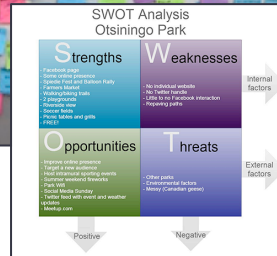 SWOT Analysis
Otsiningo Park
Strengths
- Facebook page
- Some online presence
- Spiedie Fest and Balloon Rally
- Farmers Market
- Walking/biking trails
- 2 playgrounds
- Riverside view
- Soccer fields
- Picnic tables and grills
- FREE!
Weaknesses
- No individual website
- No Twitter handle
- Little to no Facebook interaction
- Repaving paths
Internal
factors
Opportunities
- Improve online presence
- Target a new audience
- Host intramural sporting events
- Summer weekend fireworks
- Park Wifi
- Social Media Sunday
- Twitter feed with event and weather
updates
- Meetup.com
Threats
- Other parks
- Environmental factors
- Messy (Canadian geese)
External
factors
Positive
Negative